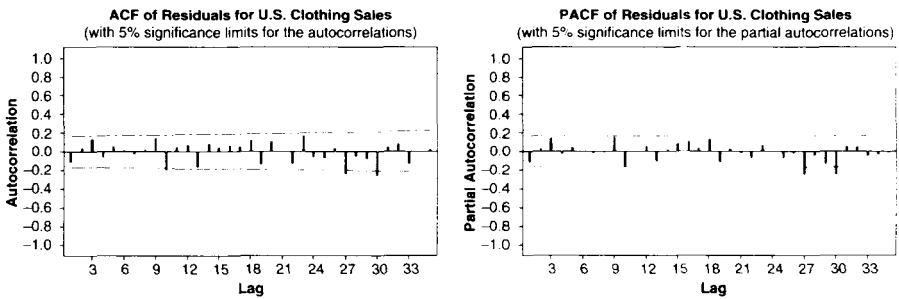 ACF of Residuals for U.S. Clothing Sales
(with 5% significance limits for the autocorrelations)
Autocorrelation
1.0
0.8
0.6
0.4
0.2
0.0
−0.2
−0.4
−0.6
−0.8
−1.0
3 6 9 12 15 18 21 24 27 30 33
Lag
PACF of Residuals for U.S. Clothing Sales
(with 5% significance limits for the partial autocorrelations)
Partial Autocorrelation
1.0
0.8
0.6
0.4
0.2
0.0
−0.2
−0.4
−0.6
−0.8
−1.0
3 6 9 12 15 18 21 24 27 30 33
Lag